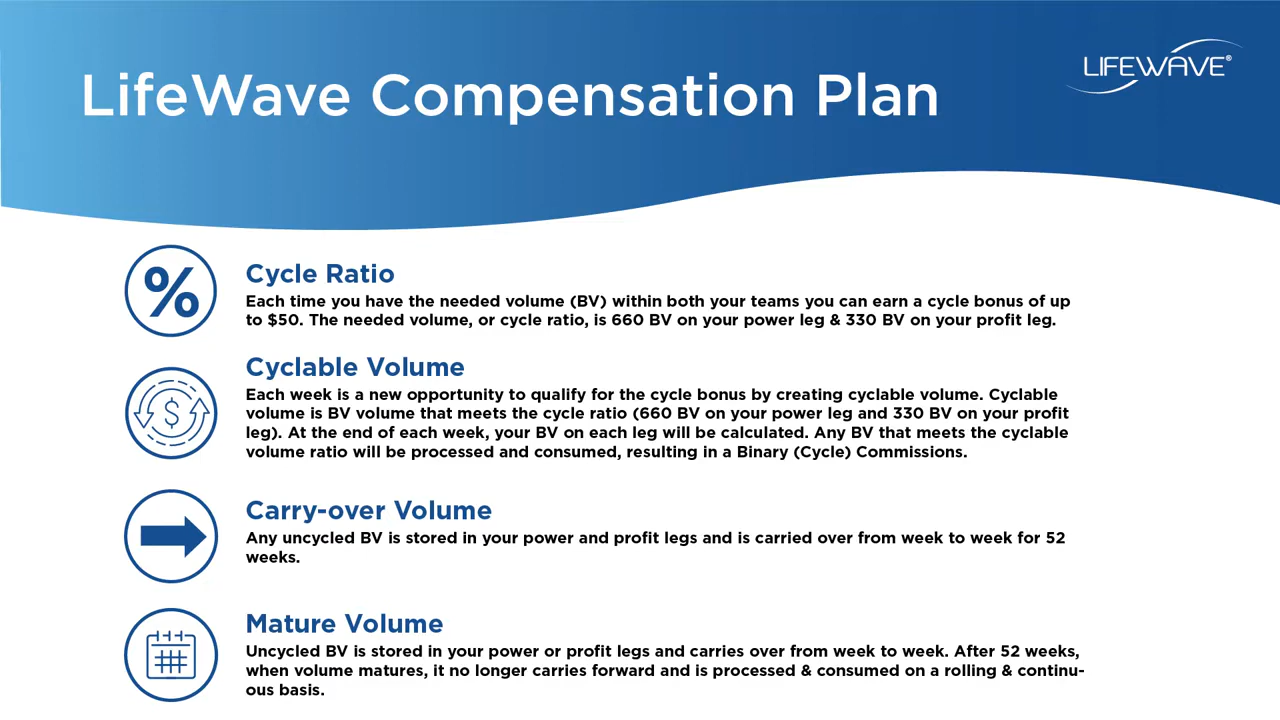 LifeWave Compensation Plan
LIFEWAVE®
%
Cycle Ratio
Each time you have the needed volume (BV) within both your teams you can earn a cycle bonus of up
to $50. The needed volume, or cycle ratio, is 660 BV on your power leg & 330 BV on your profit leg.
$
Cyclable Volume
Each week is a new opportunity to qualify for the cycle bonus by creating cyclable volume. Cyclable
volume is BV volume that meets the cycle ratio (660 BV on your power leg and 330 BV on your profit
leg). At the end of each week, your BV on each leg will be calculated. Any BV that meets the cyclable
volume ratio will be processed and consumed, resulting in a Binary (Cycle) Commissions.
Carry-over Volume
Any uncycled BV is stored in your power and profit legs and is carried over from week to week for 52
weeks.
Mature Volume
Uncycled BV is stored in your power or profit legs and carries over from week to week. After 52 weeks,
when volume matures, it no longer carries forward and is processed & consumed on a rolling & continu-
ous basis.